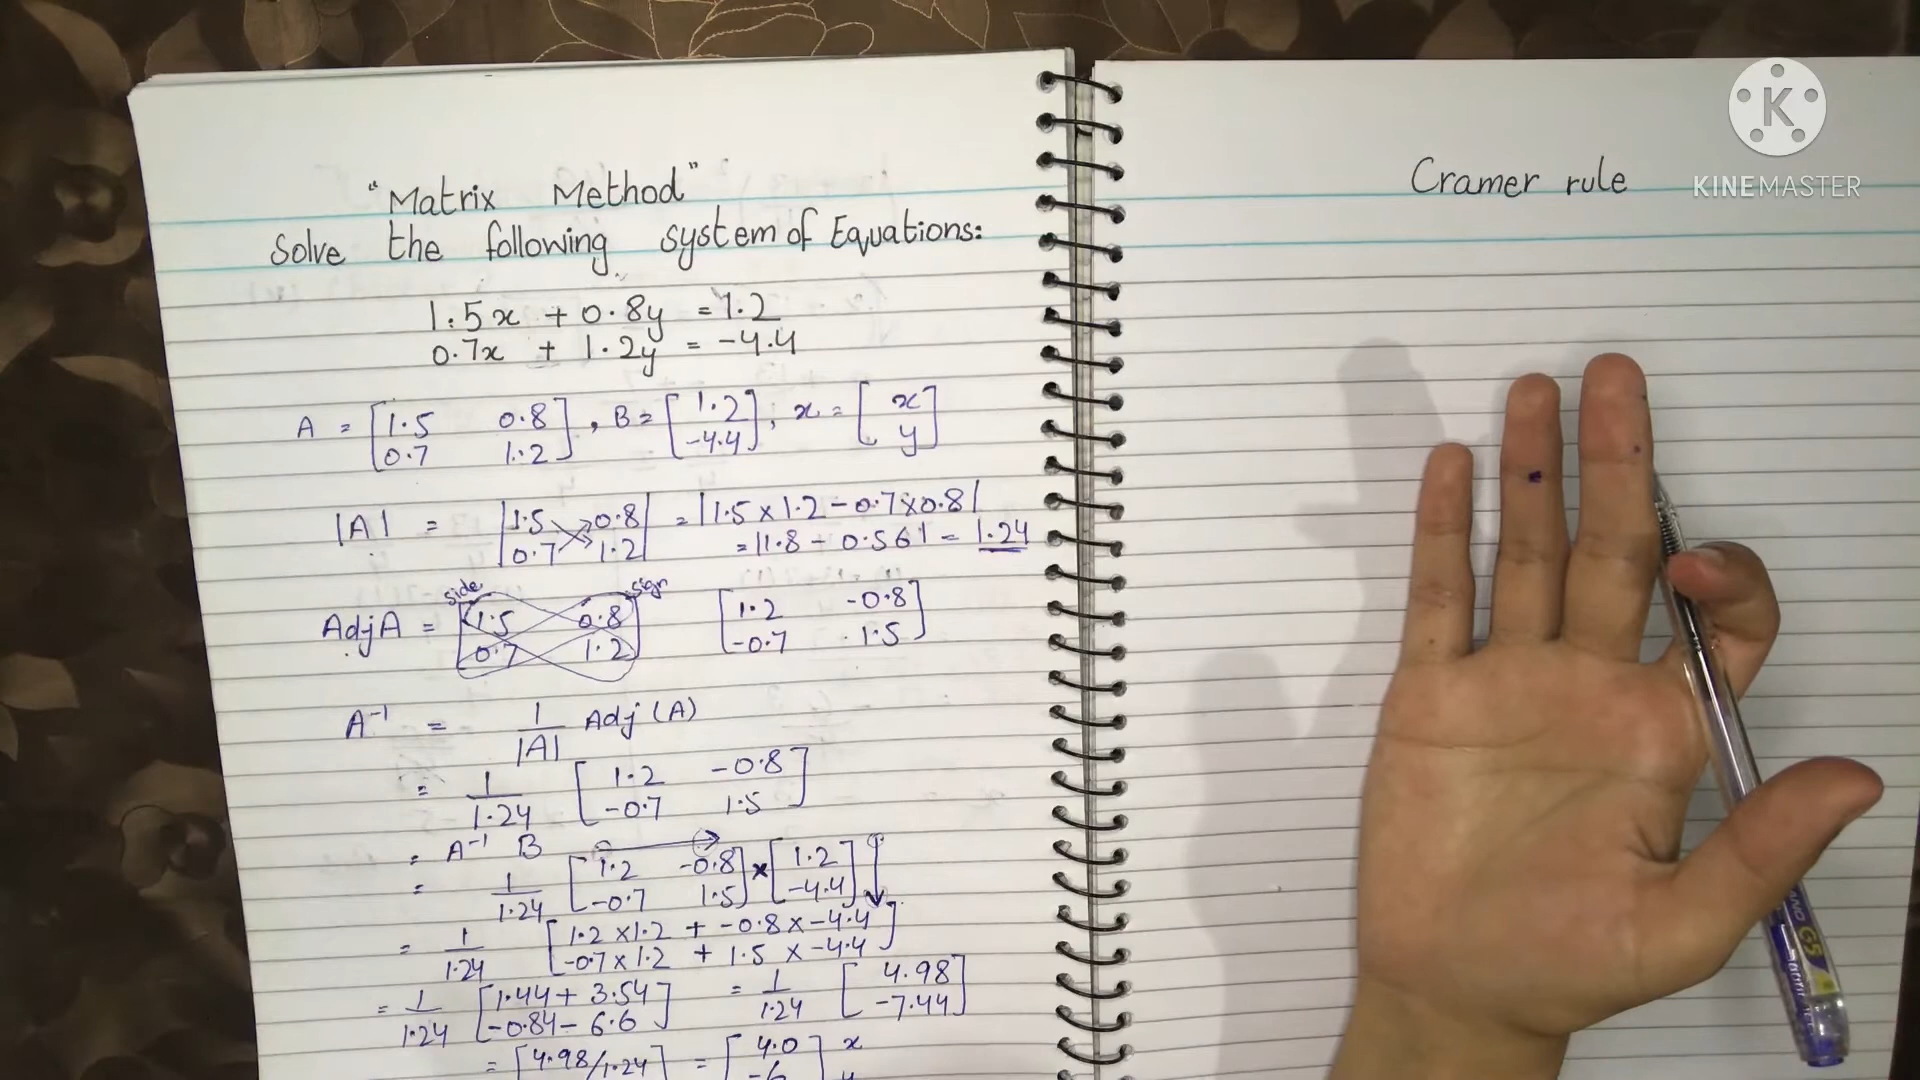 "Matrix Method"
Solve the following system of Equations:
1.5x + 0.8y = 1.2
0.7x + 1.2y = -4.4
A = [1.5 0.8
0.7 1.2] , B = [1.2
-4.4] , x = [x
y]
|A| = |1.5 0.8
0.7 1.2| = |1.5 x 1.2 - 0.7 x 0.8|
= |1.8 - 0.56| = 1.24
side sign
Adj A = [1.5 0.8
0.7 1.2] [1.2 -0.8
-0.7 1.5]
A⁻¹ = 1/|A| Adj (A)
= 1/1.24 [1.2 -0.8
-0.7 1.5]
= A⁻¹ B
= 1/1.24 [1.2 -0.8
-0.7 1.5] x [1.2
-4.4]
= 1/1.24 [1.2 x 1.2 + -0.8 x -4.4
-0.7 x 1.2 + 1.5 x -4.4]
= 1/1.24 [1.44 + 3.54
-0.84 - 6.6] = 1/1.24 [4.98
-7.44]
= [4.98/1.24] = [4.0
-6] x
y
Cramer rule
K
KINEMASTER